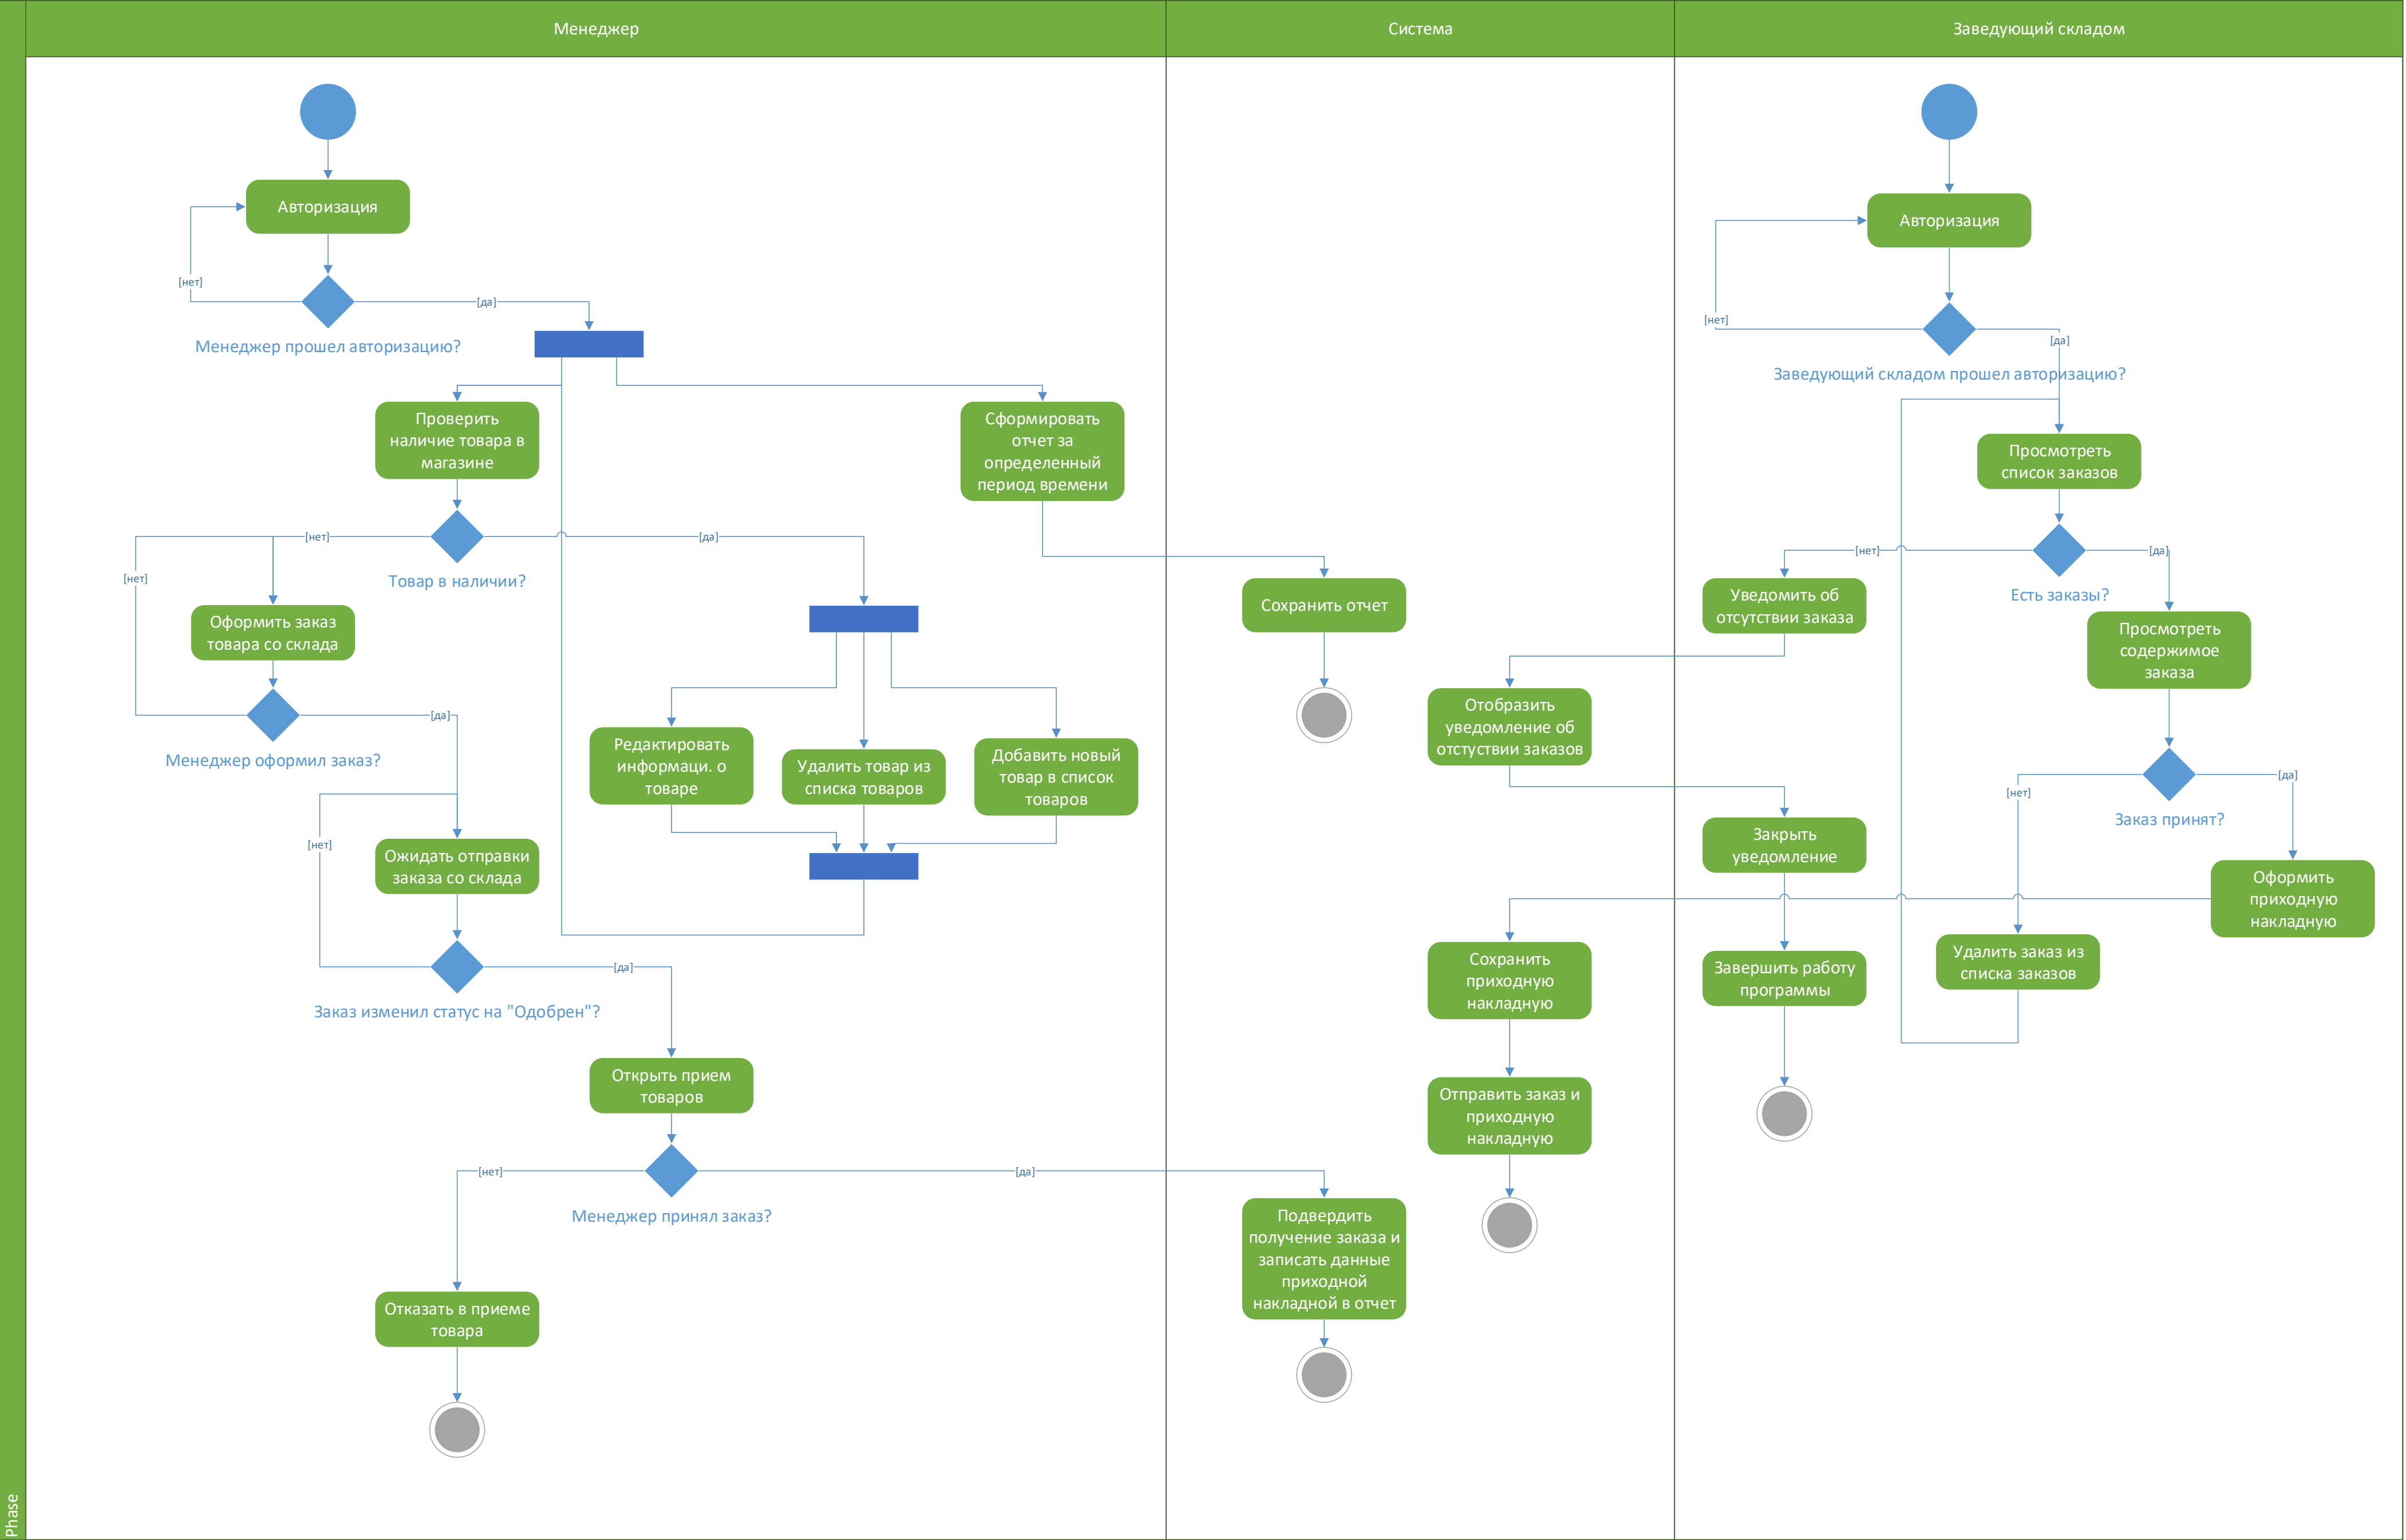 Менеджер
Система
Заведующий складом
Phase
Авторизация
[нет]
[да]
Менеджер прошел авторизацию?
Проверить
наличие товара в
магазине
Сформировать
отчет за
определенный
период времени
[нет]
[да]
Товар в наличии?
[нет]
Оформить заказ
товара со склада
[да]
Менеджер оформил заказ?
Редактировать
информаци. о
товаре
Удалить товар из
списка товаров
Добавить новый
товар в список
товаров
[нет]
Ожидать отправки
заказа со склада
[да]
Заказ изменил статус на "Одобрен"?
Открыть прием
товаров
[нет]
[да]
Менеджер принял заказ?
Отказать в приеме
товара
Сохранить отчет
Отобразить
уведомление об
отстуствии заказов
Сохранить
приходную
накладную
Отправить заказ и
приходную
накладную
Подвердить
получение заказа и
записать данные
приходной
накладной в отчет
Авторизация
[нет]
[да]
Заведующий складом прошел авторизацию?
Просмотреть
список заказов
[нет]
[да]
Есть заказы?
Уведомить об
отсутствии заказа
Просмотреть
содержимое
заказа
[нет]
[да]
Заказ принят?
Закрыть
уведомление
Оформить
приходную
накладную
Завершить работу
программы
Удалить заказ из
списка заказов